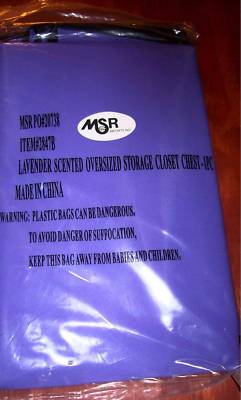 MSR PO#20738
MSR
IMPORTS INC
ITEM#2847B
LAVENDER SCENTED OVERSIZED STORAGE CLOSET CHEST -1PC
MADE IN CHINA
WARNING: PLASTIC BAGS CAN BE DANGEROUS.
TO AVOID DANGER OF SUFFOCATION,
KEEP THIS BAG AWAY FROM BABIES AND CHILDREN.